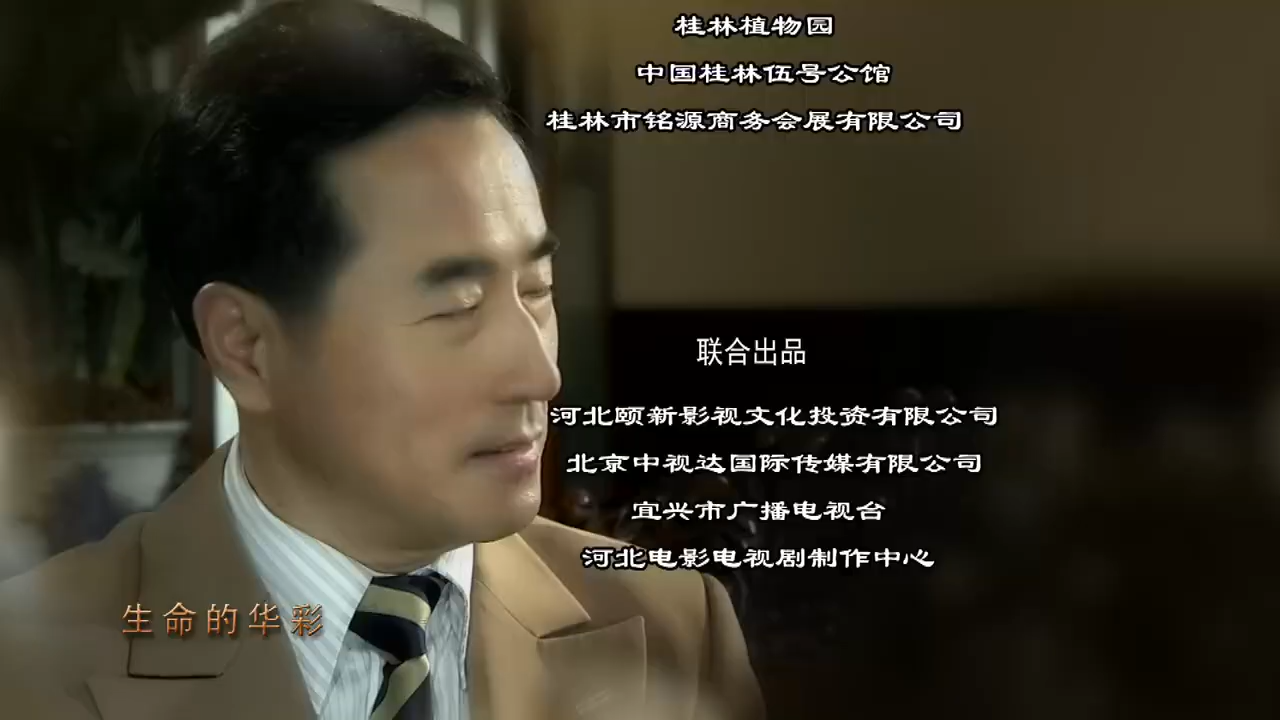 桂林植物园
中国桂林伍号公馆
桂林市铭源商务会展有限公司
联合出品
河北颐新影视文化投资有限公司
北京中视达国际传媒有限公司
宜兴市广播电视台
河北电影电视剧制作中心
生命的华彩